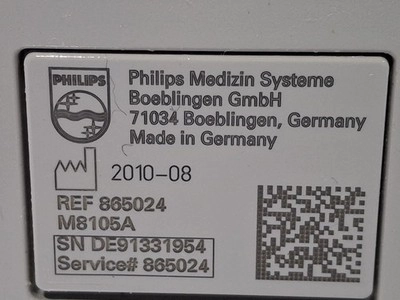 PHILIPS
Philips Medizin Systeme
Boeblingen GmbH
71034 Boeblingen, Germany
Made in Germany
2010-08
REF 865024
M8105A
SN DE91331954
Service# 865024